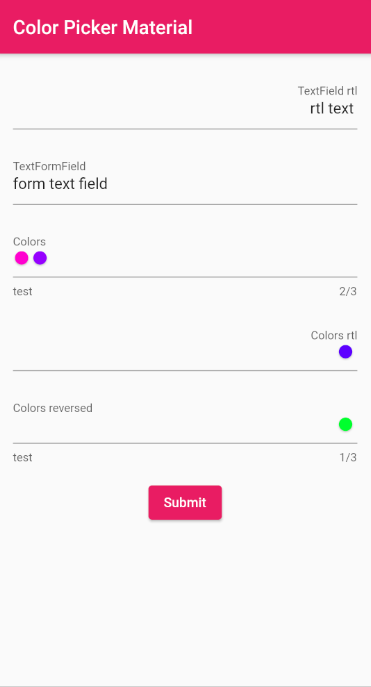 Color Picker Material
TextField rtl
rtl text
TextFormField
form text field
Colors
test 2/3
Colors rtl
Colors reversed
test 1/3
Submit